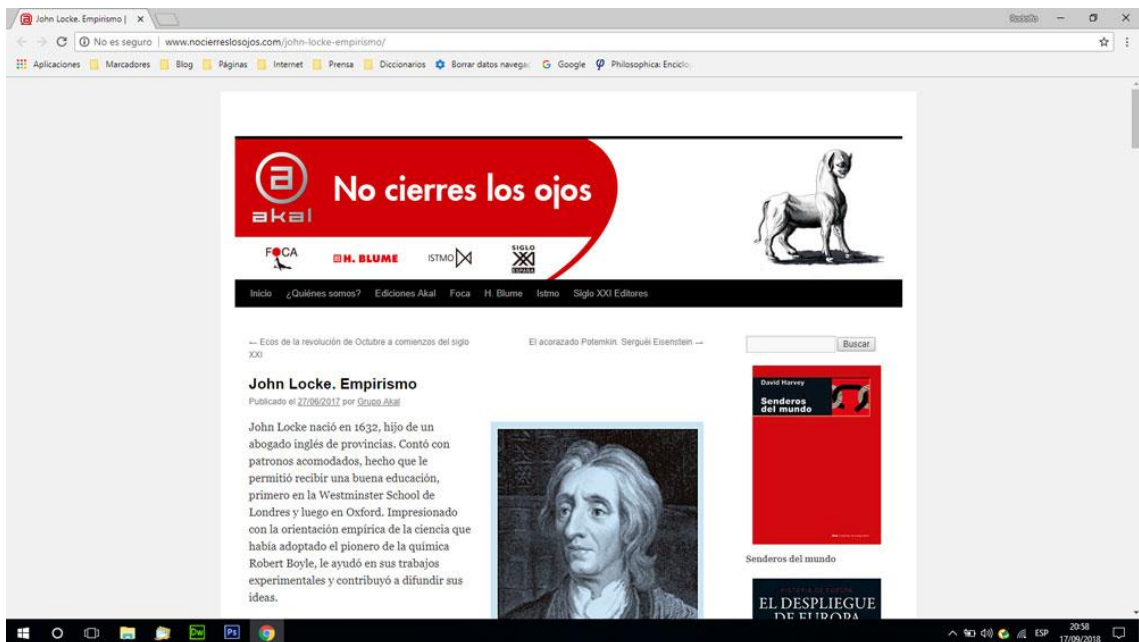 John Locke. Empirismo |
Rodolfo
No es seguro | www.nocierreslosojos.com/john-locke-empirismo/
Aplicaciones Marcadores Blog Páginas Internet Prensa Diccionarios Borrar datos navega Google Philosophica: Enciclo
a
akal
No cierres los ojos
FOCA
H. BLUME
ISTMO
SIGLO
XXI
ESPAÑA
Inicio ¿Quiénes somos? Ediciones Akal Foca H. Blume Istmo Siglo XXI Editores
← Ecos de la revolución de Octubre a comienzos del siglo
XXI
El acorazado Potemkin. Serguéi Eisenstein →
John Locke. Empirismo
Publicado el 27/06/2017 por Grupo Akal
John Locke nació en 1632, hijo de un
abogado inglés de provincias. Contó con
patronos acomodados, hecho que le
permitió recibir una buena educación,
primero en la Westminster School de
Londres y luego en Oxford. Impresionado
con la orientación empírica de la ciencia que
había adoptado el pionero de la química
Robert Boyle, le ayudó en sus trabajos
experimentales y contribuyó a difundir sus
ideas.
Buscar
David Harvey
Senderos
del mundo
Senderos del mundo
EL DESPLIEGUE
DE EUROPA
Dw
Ps
ESP
20:58
17/09/2018